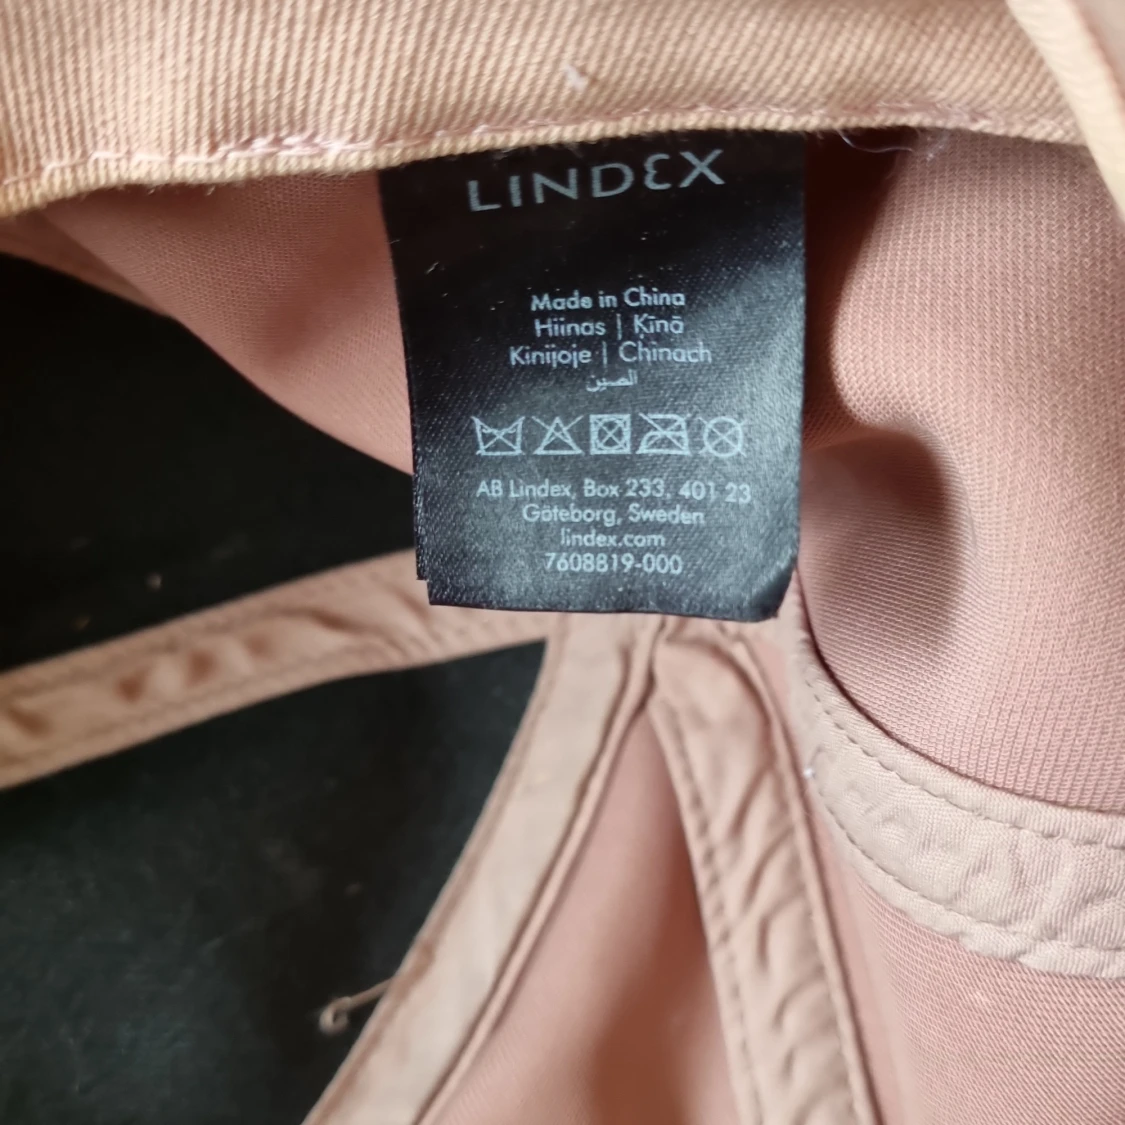 LINDEX
Made in China
Hiinas | Ķīnā
Kinijoje | Chinach
الصين
AB Lindex, Box 233, 401 23
Göteborg, Sweden
lindex.com
7608819-000